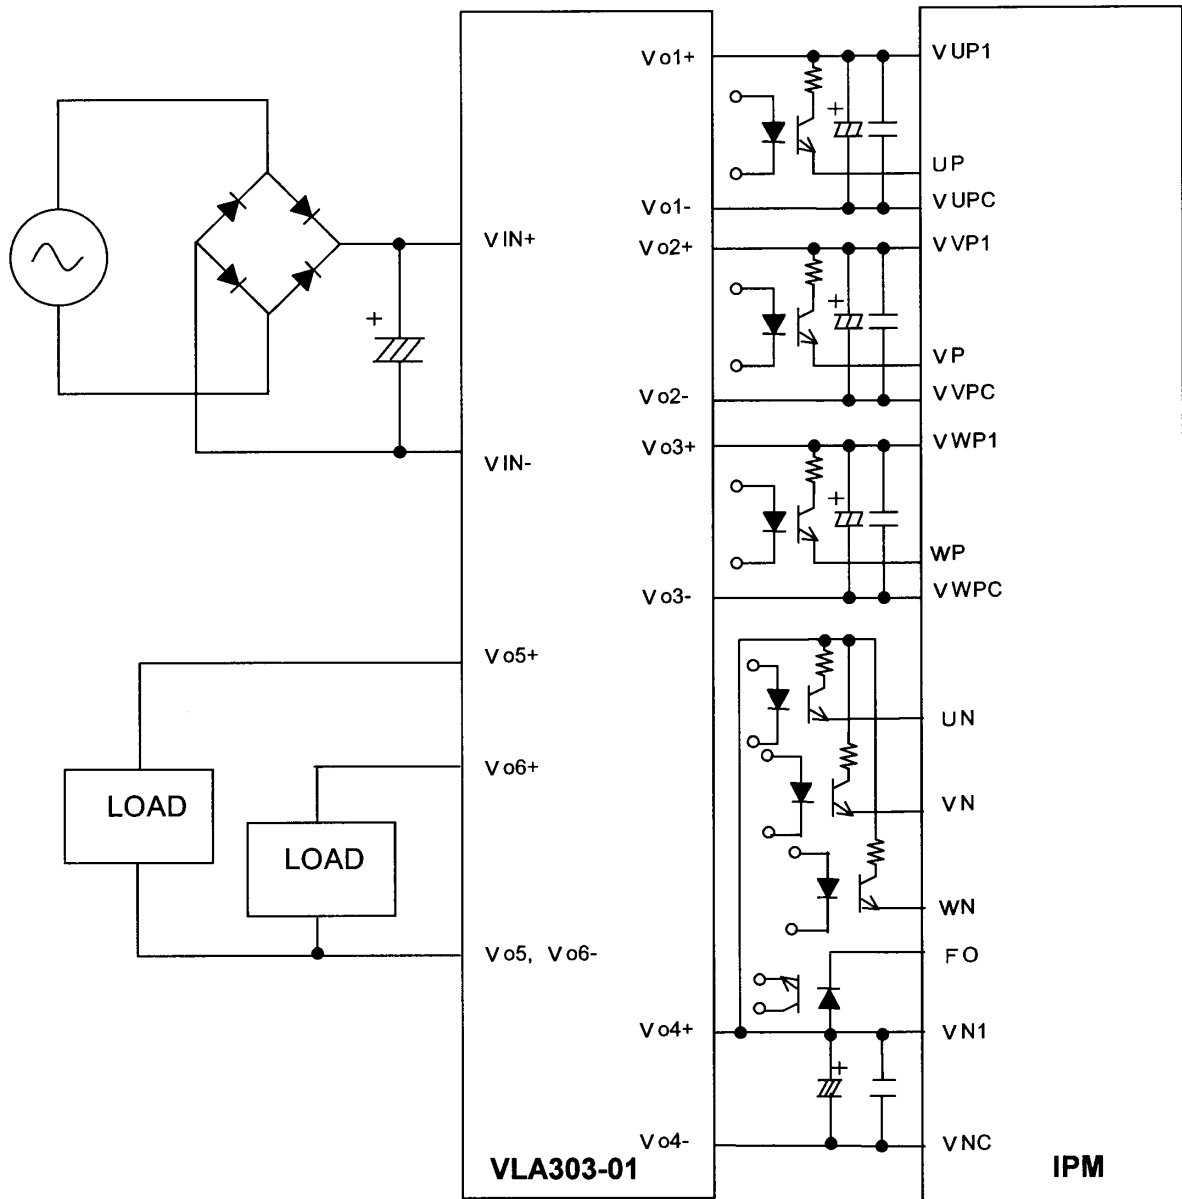 Vo1+
VUP1
+
UP
Vo1-
VUPC
VIN+
Vo2+
VVP1
+
+
VP
Vo2-
VVPC
VIN-
Vo3+
VWP1
+
WP
Vo3-
VWPC
Vo5+
UN
Vo6+
LOAD
VN
LOAD
WN
Vo5, Vo6-
FO
Vo4+
VN1
+
Vo4-
VNC
VLA303-01
IPM